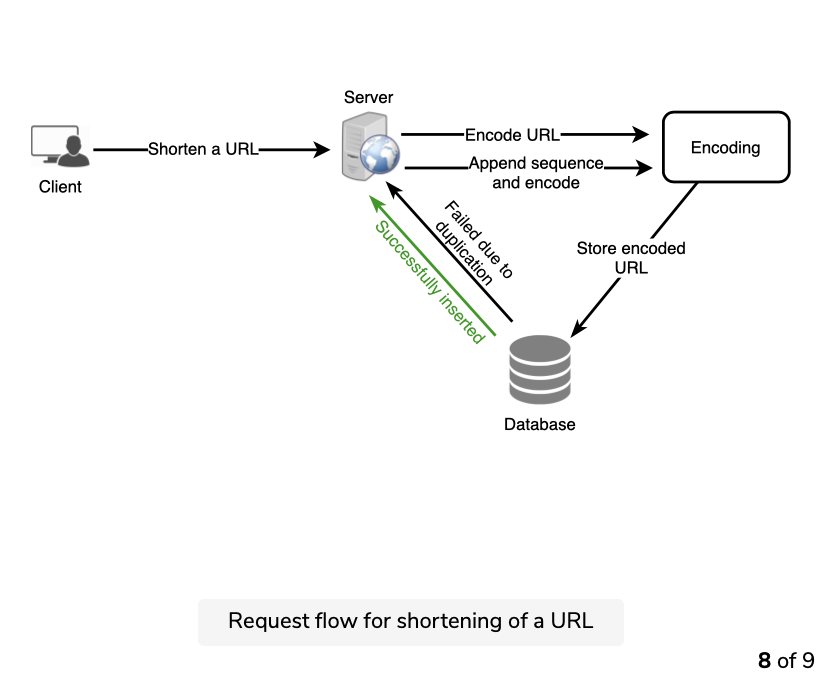 Server
Shorten a URL
Client
Encode URL
Append sequence
and encode
Encoding
Failed due to
duplication
Successfully inserted
Store encoded
URL
Database
Request flow for shortening of a URL
8 of 9